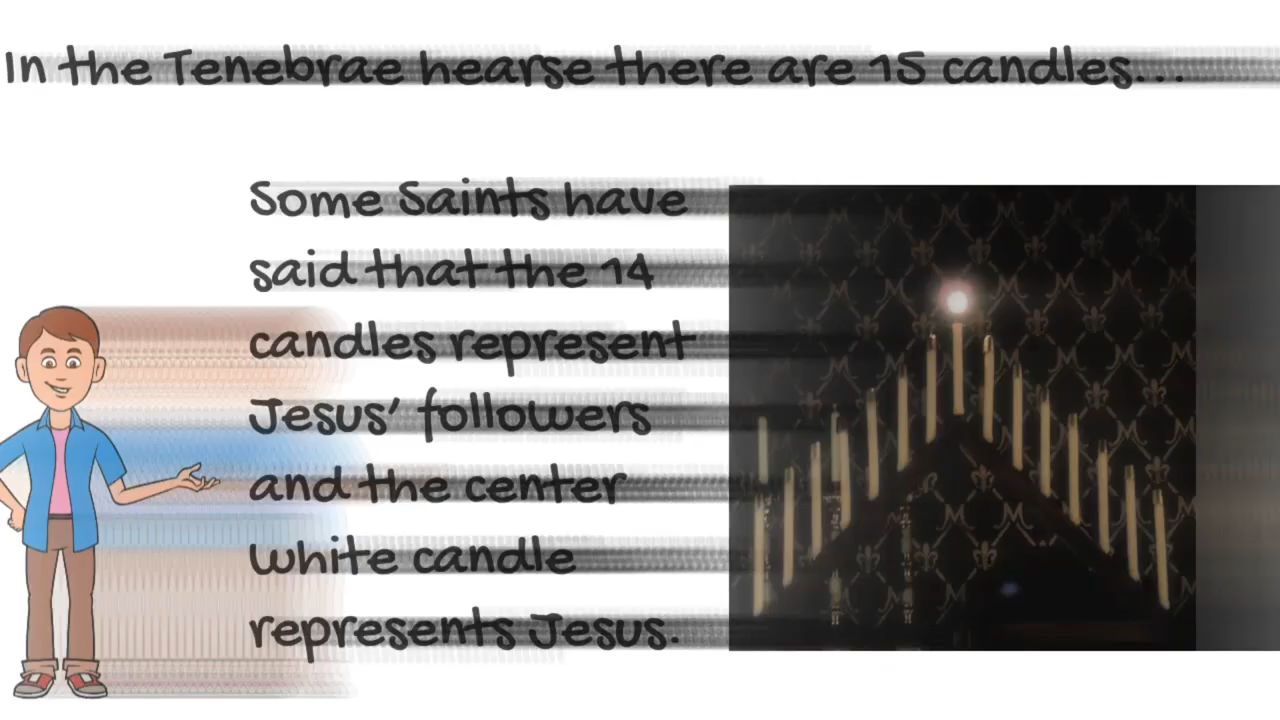 In the Tenebrae hearse there are 15 candles...
Some Saints have
said that the 14
candles represent
Jesus' followers
and the center
white candle
represents Jesus.